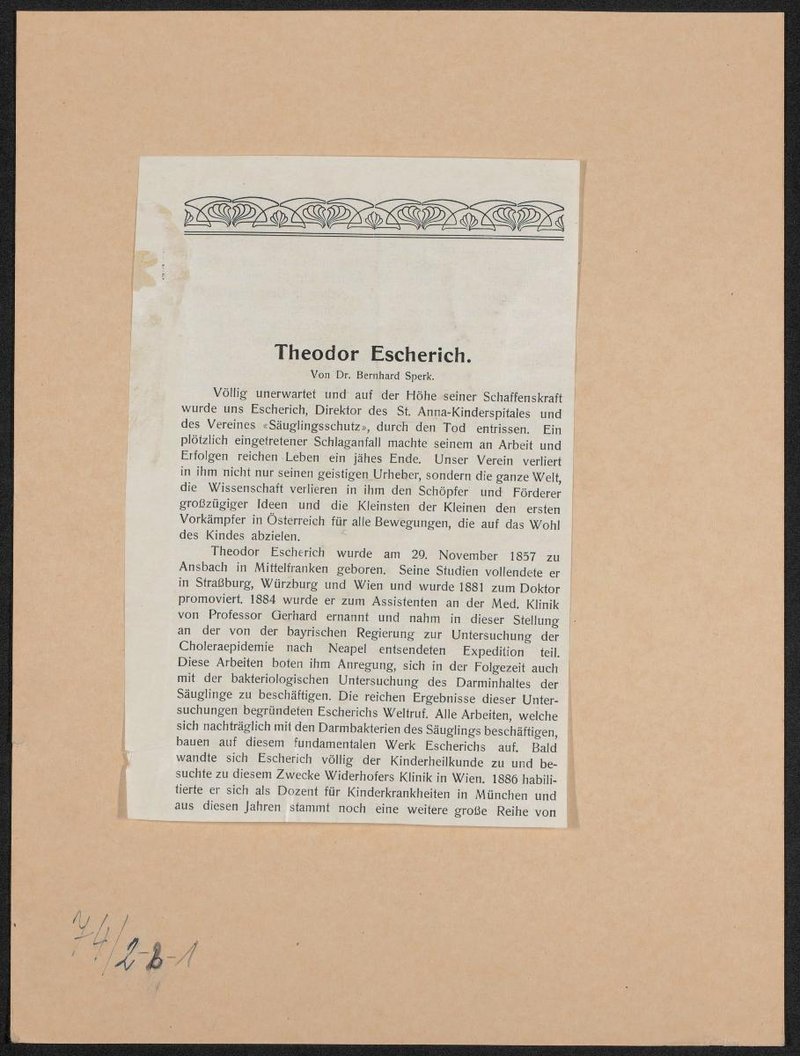 Theodor Escherich.
Von Dr. Bernhard Sperk.
Völlig unerwartet und auf der Höhe seiner Schaffenskraft
wurde uns Escherich, Direktor des St. Anna-Kinderspitales und
des Vereines «Säuglingsschutz», durch den Tod entrissen. Ein
plötzlich eingetretener Schlaganfall machte seinem an Arbeit und
Erfolgen reichen Leben ein jähes Ende. Unser Verein verliert
in ihm nicht nur seinen geistigen Urheber, sondern die ganze Welt,
die Wissenschaft verlieren in ihm den Schöpfer und Förderer
großzügiger Ideen und die Kleinsten der Kleinen den ersten
Vorkämpfer in Österreich für alle Bewegungen, die auf das Wohl
des Kindes abzielen.
Theodor Escherich wurde am 29. November 1857 zu
Ansbach in Mittelfranken geboren. Seine Studien vollendete er
in Straßburg, Würzburg und Wien und wurde 1881 zum Doktor
promoviert. 1884 wurde er zum Assistenten an der Med. Klinik
von Professor Gerhard ernannt und nahm in dieser Stellung
an der von der bayrischen Regierung zur Untersuchung der
Choleraepidemie nach Neapel entsendeten Expedition teil.
Diese Arbeiten boten ihm Anregung, sich in der Folgezeit auch
mit der bakteriologischen Untersuchung des Darminhaltes der
Säuglinge zu beschäftigen. Die reichen Ergebnisse dieser Unter-
suchungen begründeten Escherichs Weltruf. Alle Arbeiten, welche
sich nachträglich mit den Darmbakterien des Säuglings beschäftigen,
bauen auf diesem fundamentalen Werk Escherichs auf. Bald
wandte sich Escherich völlig der Kinderheilkunde zu und be-
suchte zu diesem Zwecke Widerhofers Klinik in Wien. 1886 habili-
tierte er sich als Dozent für Kinderkrankheiten in München und
aus diesen Jahren stammt noch eine weitere große Reihe von
74/2-B-1